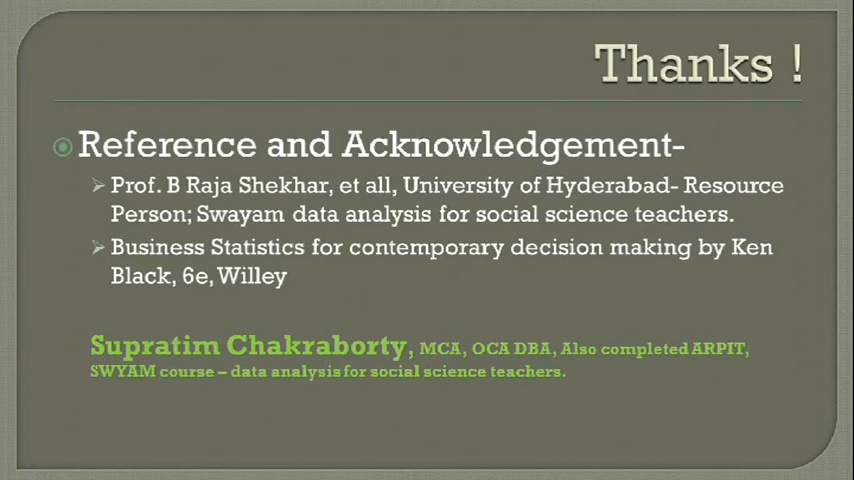 Thanks !
Reference and Acknowledgement-
Prof. B Raja Shekhar, et all, University of Hyderabad- Resource
Person; Swayam data analysis for social science teachers.
Business Statistics for contemporary decision making by Ken
Black, 6e, Willey
Supratim Chakraborty, MCA, OCA DBA, Also completed ARPIT,
SWYAM course – data analysis for social science teachers.